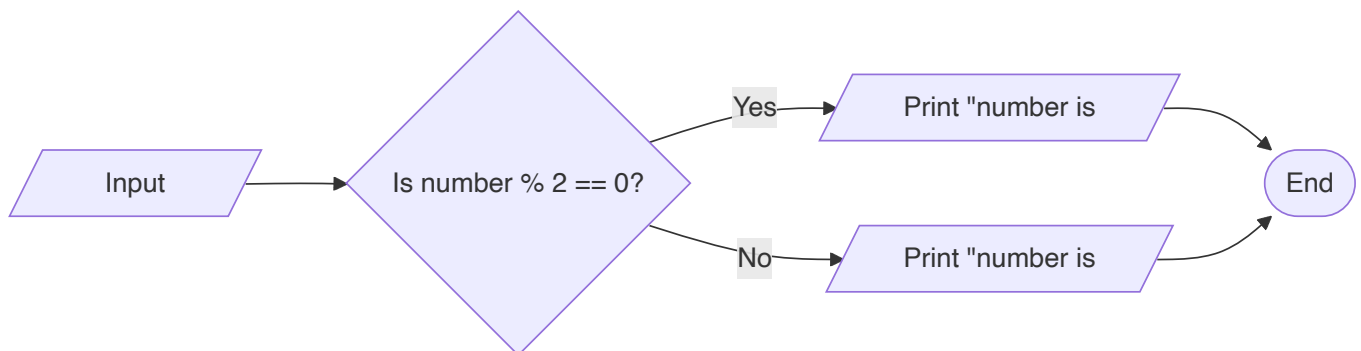 Input
Is number % 2 == 0?
Yes
Print "number is
No
Print "number is
End